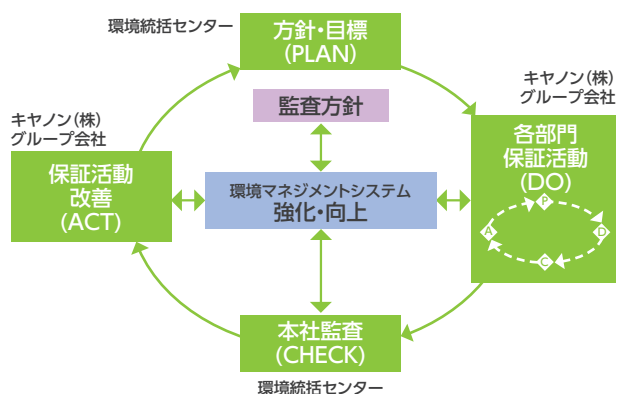 環境統括センター
方針・目標
(PLAN)
監査方針
キヤノン(株)
グループ会社
各部門
保証活動
(DO)
P
A
D
C
キヤノン(株)
グループ会社
保証活動
改善
(ACT)
環境マネジメントシステム
強化・向上
本社監査
(CHECK)
環境統括センター